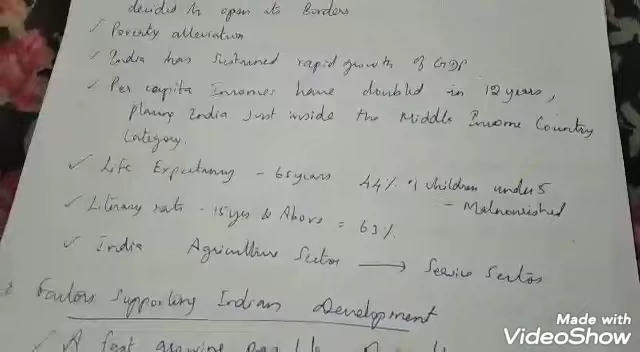 decided to open its Borders
✓ Poverty alleviation
✓ India has sustained rapid growth of GDP
✓ Per capita Incomes have doubled in 12 years,
placing India Just inside the Middle Income Country
Category.
✓ Life Expectancy - 65 years 44% of children under 5
- Malnourished
✓ Literacy rate - 15 yrs & Above = 63%.
✓ India Agriculture Sector → Service Sector
Factors Supporting Indian Development
✓ A fast growing
Made with
VideoShow